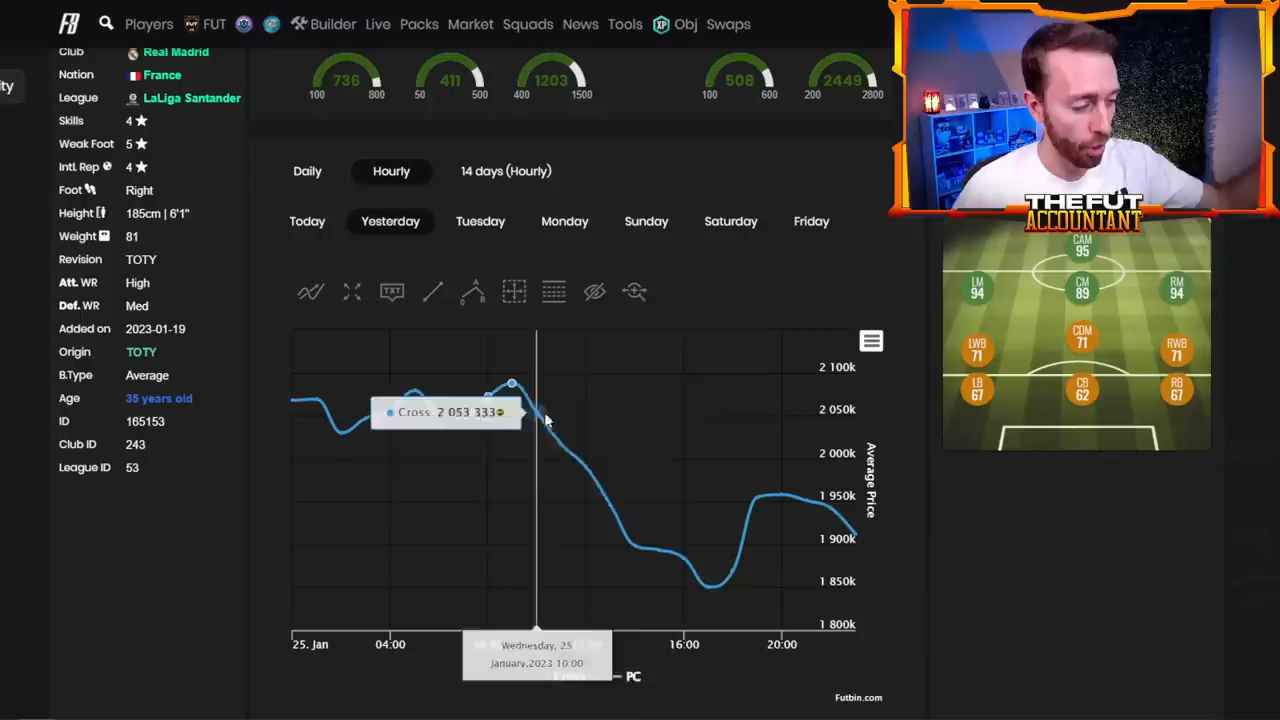 F8 Players FUT Builder Live Packs Market Squads News Tools XP Obj Swaps
ity
Club Real Madrid
Nation France
League LaLiga Santander
Skills 4
Weak Foot 5
Intl. Rep 4
Foot Right
Height 185cm | 6'1"
Weight 81
Revision TOTY
Att. WR High
Def. WR Med
Added on 2023-01-19
Origin TOTY
B.Type Average
Age 35 years old
ID 165153
Club ID 243
League ID 53
736 411 1203 508 2449
100 800 50 500 400 1500 100 600 200 2800
Daily Hourly 14 days (Hourly)
Today Yesterday Tuesday Monday Sunday Saturday Friday
TXT
2 100k
2 050k
2 000k
1 950k
1 900k
1 850k
1 800k
Average Price
Cross: 2 053 333
25. Jan 04:00 16:00 20:00
Wednesday, 25
January,2023 10:00
PC
Futbin.com
THE FUT
ACCOUNTANT
CAM
95
LM
94
CM
89
RM
94
LWB
71
CDM
71
RWB
71
LB
67
CB
62
RB
67